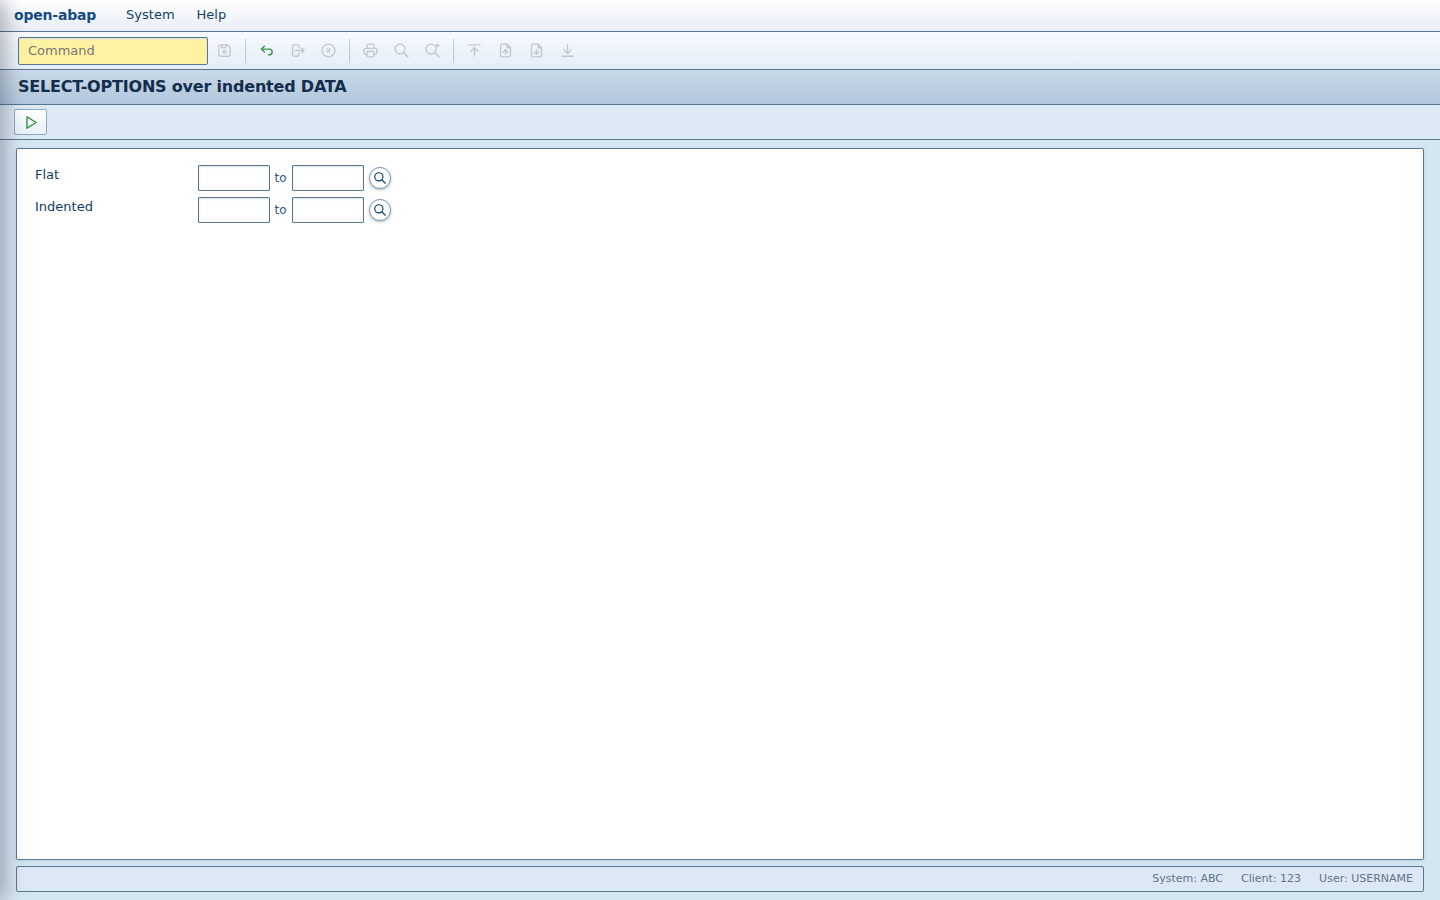 open-abap System Help
Command
SELECT-OPTIONS over indented DATA
Flat to
Indented to
System: ABC Client: 123 User: USERNAME